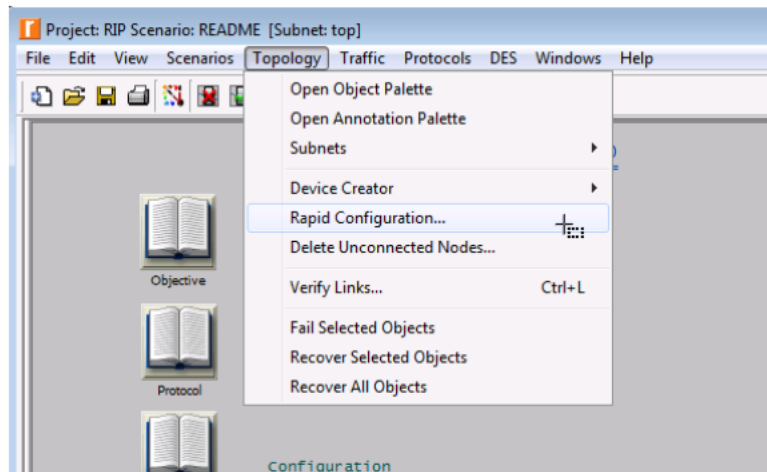 Project: RIP Scenario: README [Subnet: top]
File Edit View Scenarios Topology Traffic Protocols DES Windows Help
Open Object Palette
Open Annotation Palette
Subnets
Device Creator
Rapid Configuration...
Delete Unconnected Nodes...
Verify Links... Ctrl+L
Fail Selected Objects
Recover Selected Objects
Recover All Objects
Objective
Protocol
Configuration